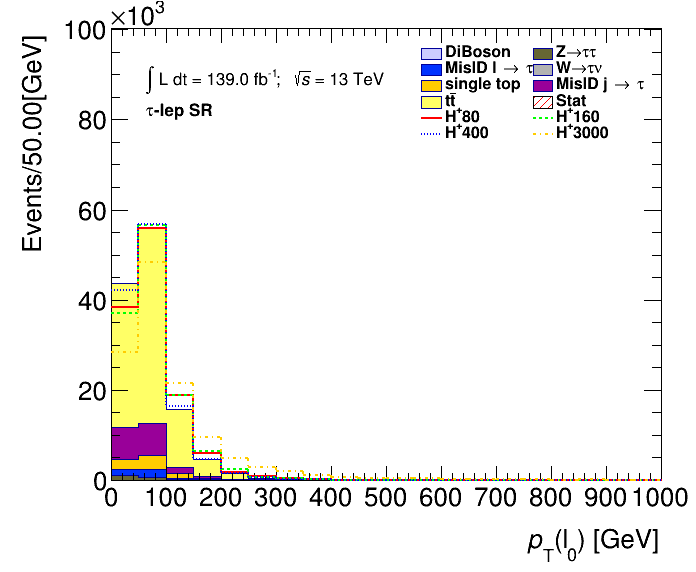 ×10³
Events/50.00[GeV]
100
80
60
40
20
0
∫ L dt = 139.0 fb⁻¹; √s = 13 TeV
τ-lep SR
DiBoson Z→ττ
MisID l → τ W→τν
single top MisID j → τ
tt̄ Stat
H⁺80 H⁺160
H⁺400 H⁺3000
0 100 200 300 400 500 600 700 800 900 1000
p_T(l_0) [GeV]